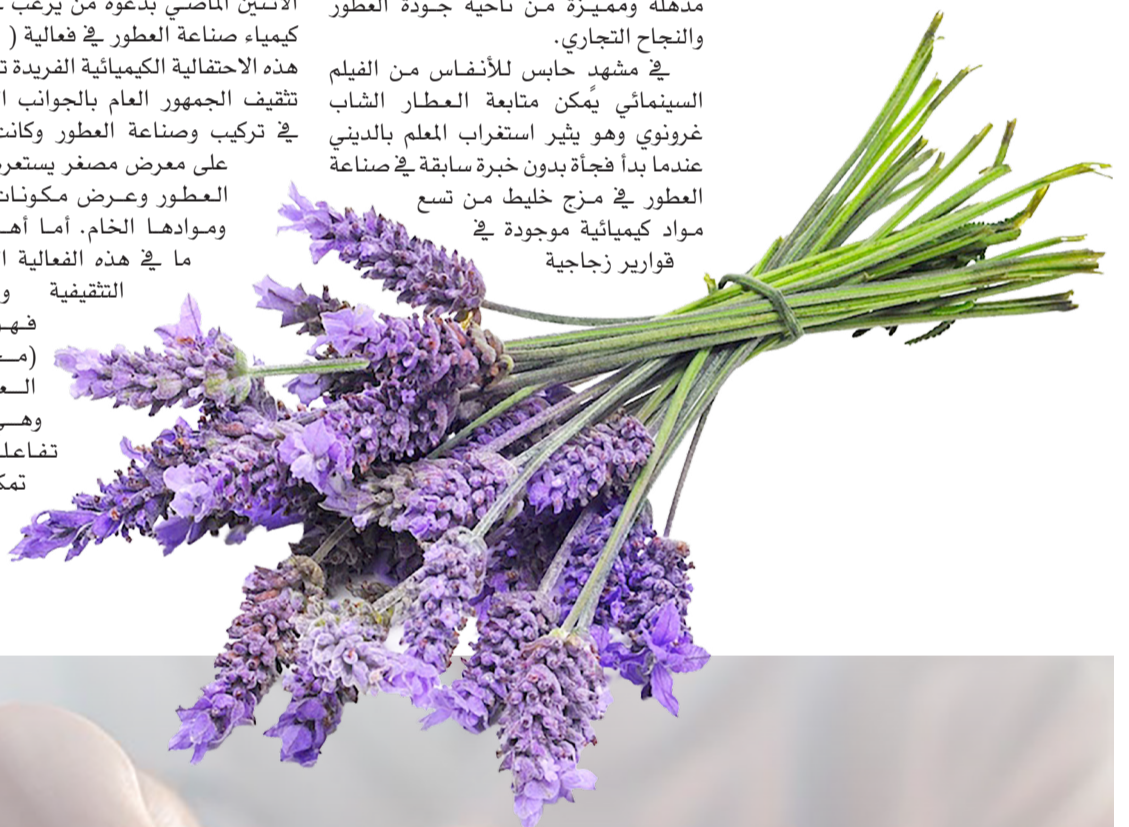 مذهلة ومميزة من ناحية جودة العطور
والنجاح التجاري.
في مشهد حابس للأنفاس من الفيلم
السينمائي يُمكن متابعة العطار الشاب
غرونوي وهو يثير استغراب المعلم بالديني
عندما بدأ فجأة بدون خبرة سابقة في صناعة
العطور في مزج خليط من تسع
مواد كيميائية موجودة في
قوارير زجاجية
الاثنين الماضي بدعوة من يرغب
كيمياء صناعة العطور في فعالية (
هذه الاحتفالية الكيميائية الفريدة
تثقيف الجمهور العام بالجوانب
في تركيب وصناعة العطور وكانت
على معرض مصغر
العطور وعرض مكونات
وموادها الخام. أما
ما في هذه الفعالية
التثقيفية